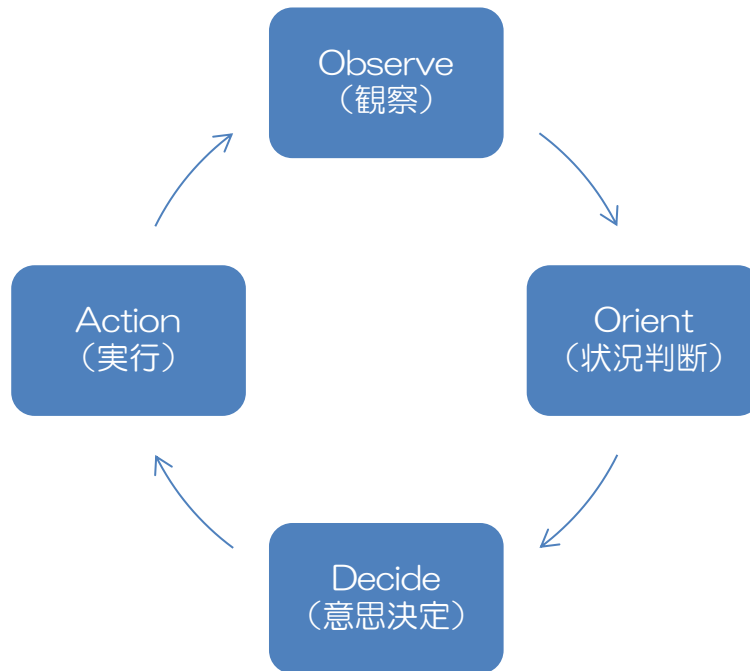 Observe
（観察）
Orient
（状況判断）
Decide
（意思決定）
Action
（実行）